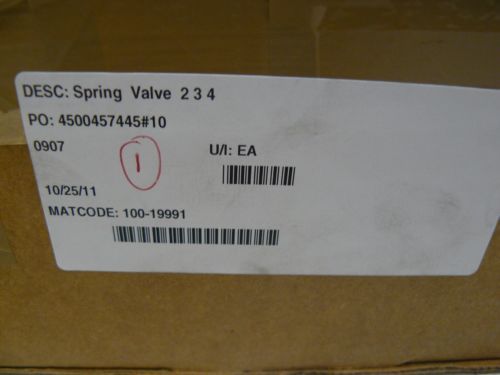 DESC: Spring Valve 2 3 4
PO: 4500457445#10
0907
1
U/I: EA
10/25/11
MATCODE: 100-19991